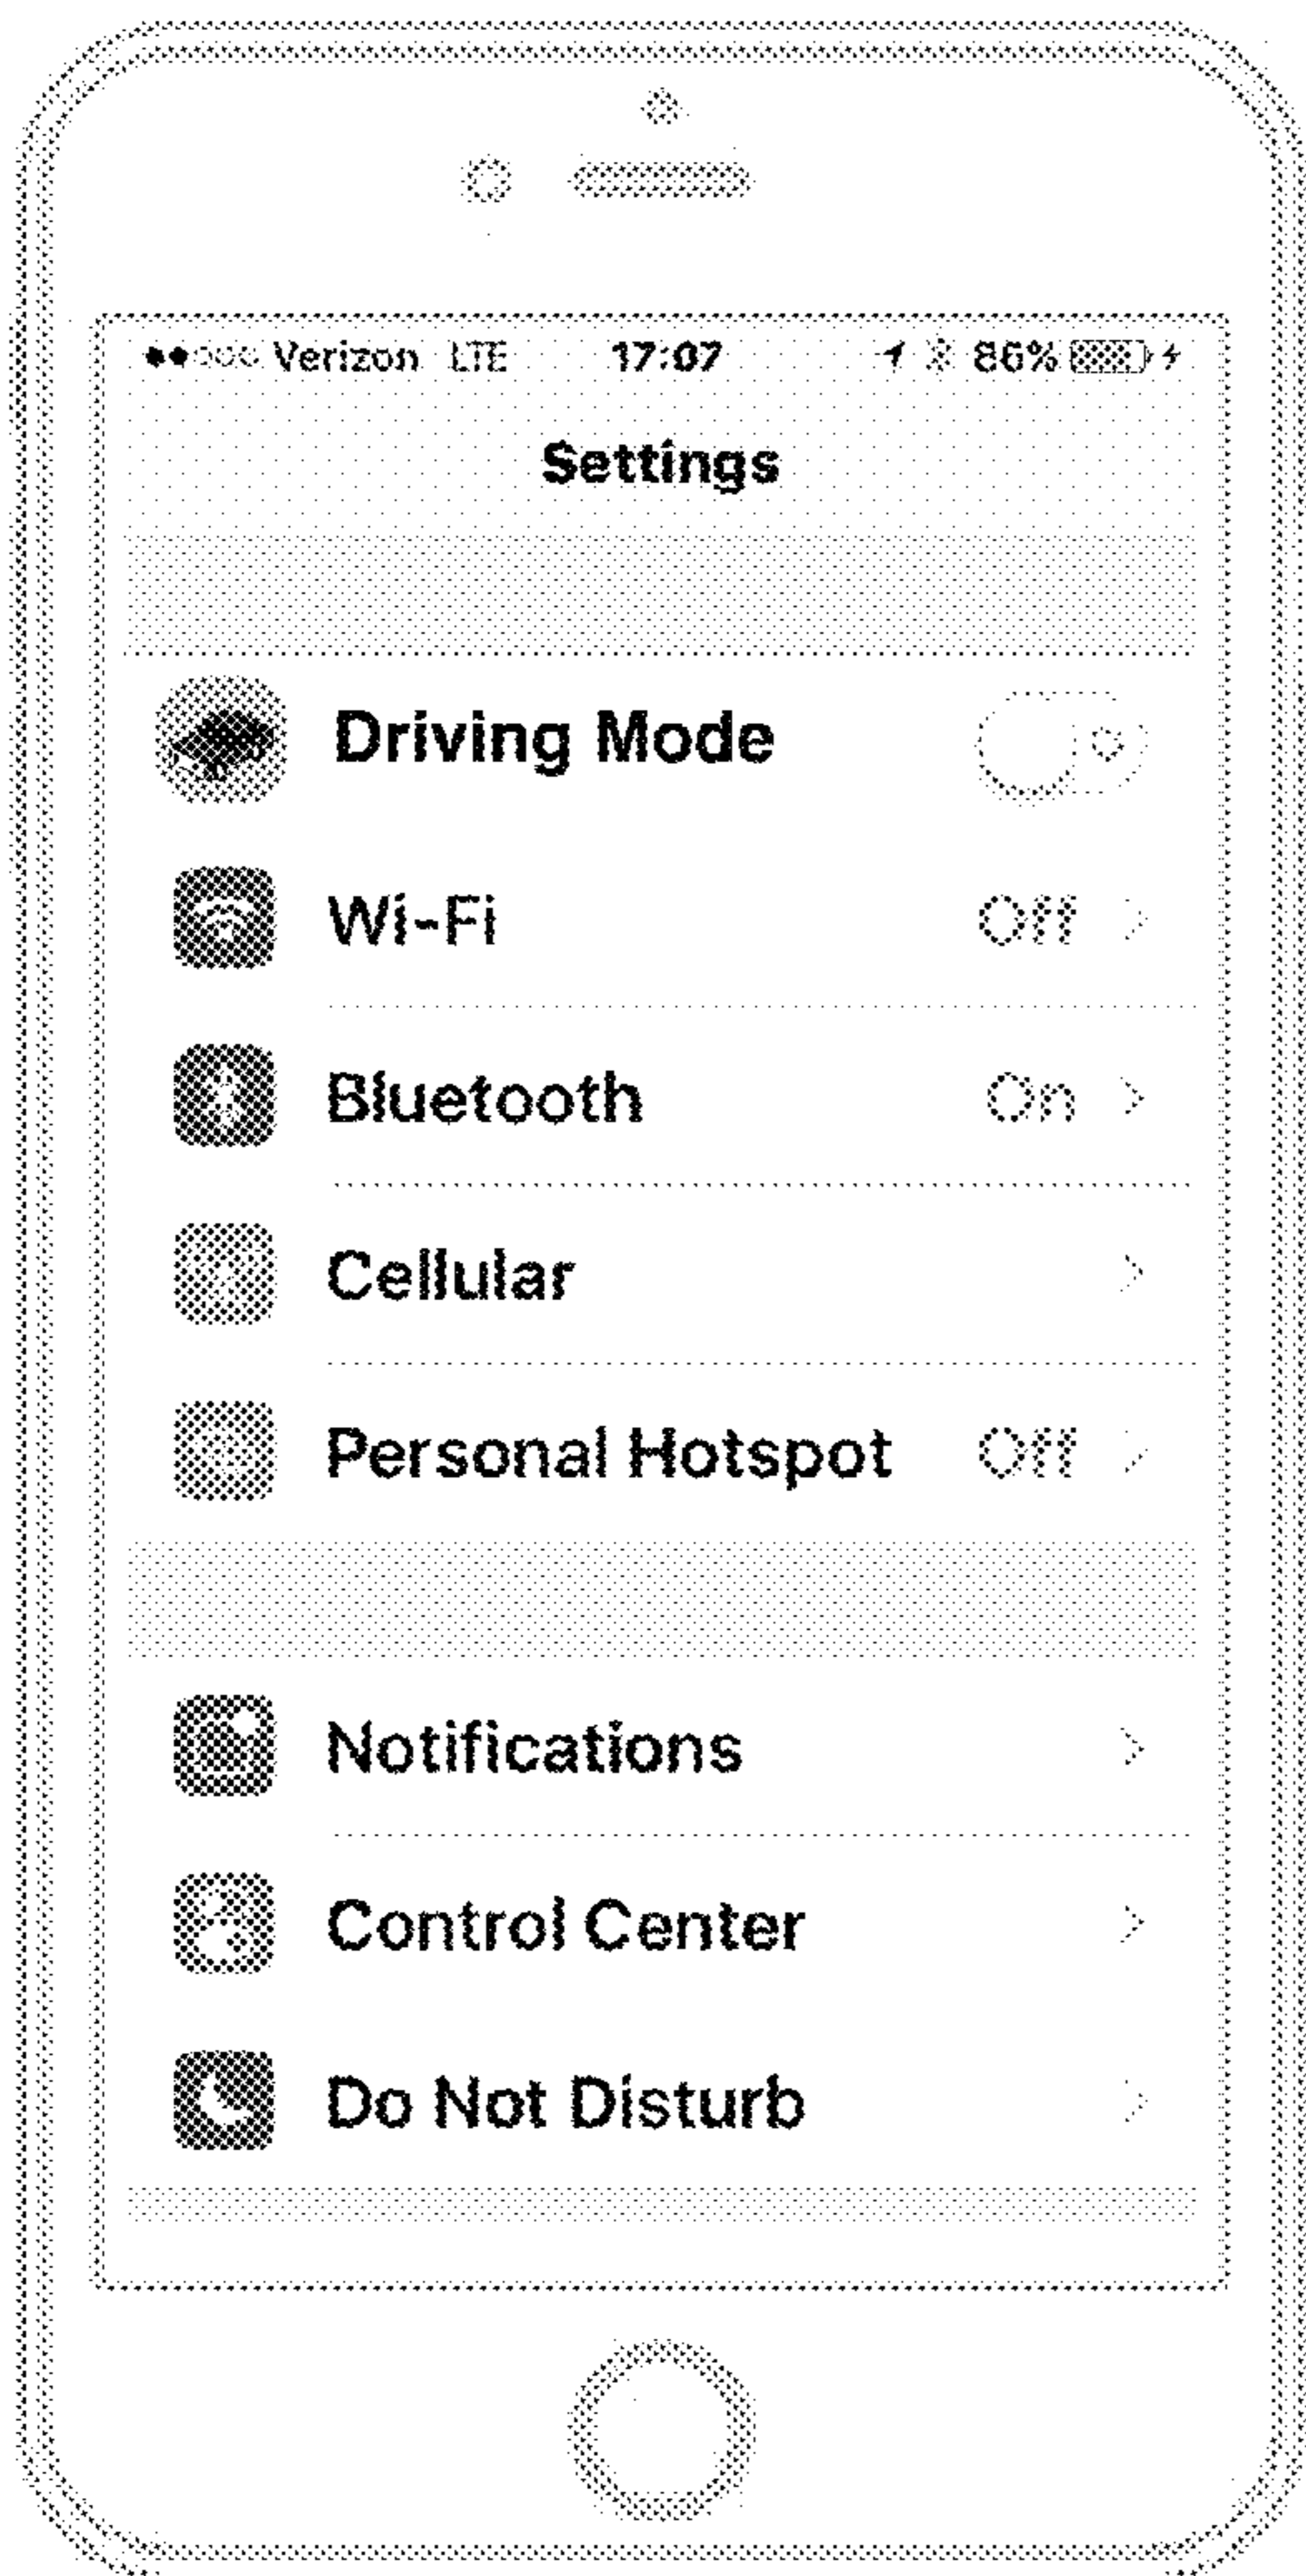 Verizon LTE 17:07 86%
Settings
Driving Mode
Wi-Fi Off
Bluetooth On
Cellular
Personal Hotspot Off
Notifications
Control Center
Do Not Disturb